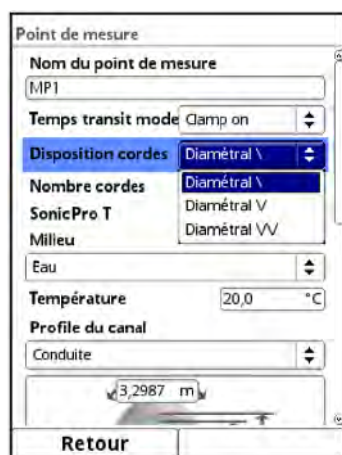 Point de mesure
Nom du point de mesure
MP1
Temps transit mode Clamp on
Disposition cordes Diamétral \
Nombre cordes Diamétral \
SonicPro T Diamétral V
Milieu Diamétral VV
Eau
Température 20,0 °C
Profile du canal
Conduite
3,2987 m
Retour